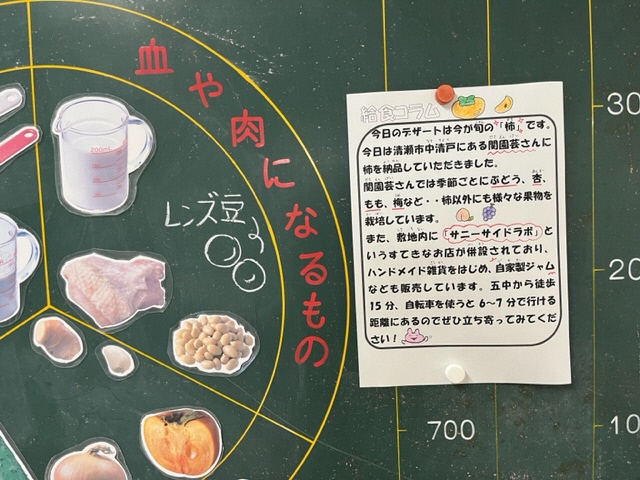 血や肉になるもの
レンズ豆
200mL
給食コラム
今日のデザートは今が旬の「柿」です。
今日は清瀬市中清戸にある関園芸さんに
柿を納品していただきました。
関園芸さんでは季節ごとにぶどう、杏、
もも、梅など・・柿以外にも様々な果物を
栽培しています。
また、敷地内に「サニーサイドラボ」と
いうすてきなお店が併設されており、
ハンドメイド雑貨をはじめ、自家製ジャム
なども販売しています。五中から徒歩
15分、自転車を使うと6~7分で行ける
距離にあるのでぜひ立ち寄ってみてくだ
さい！
30
20
10
700